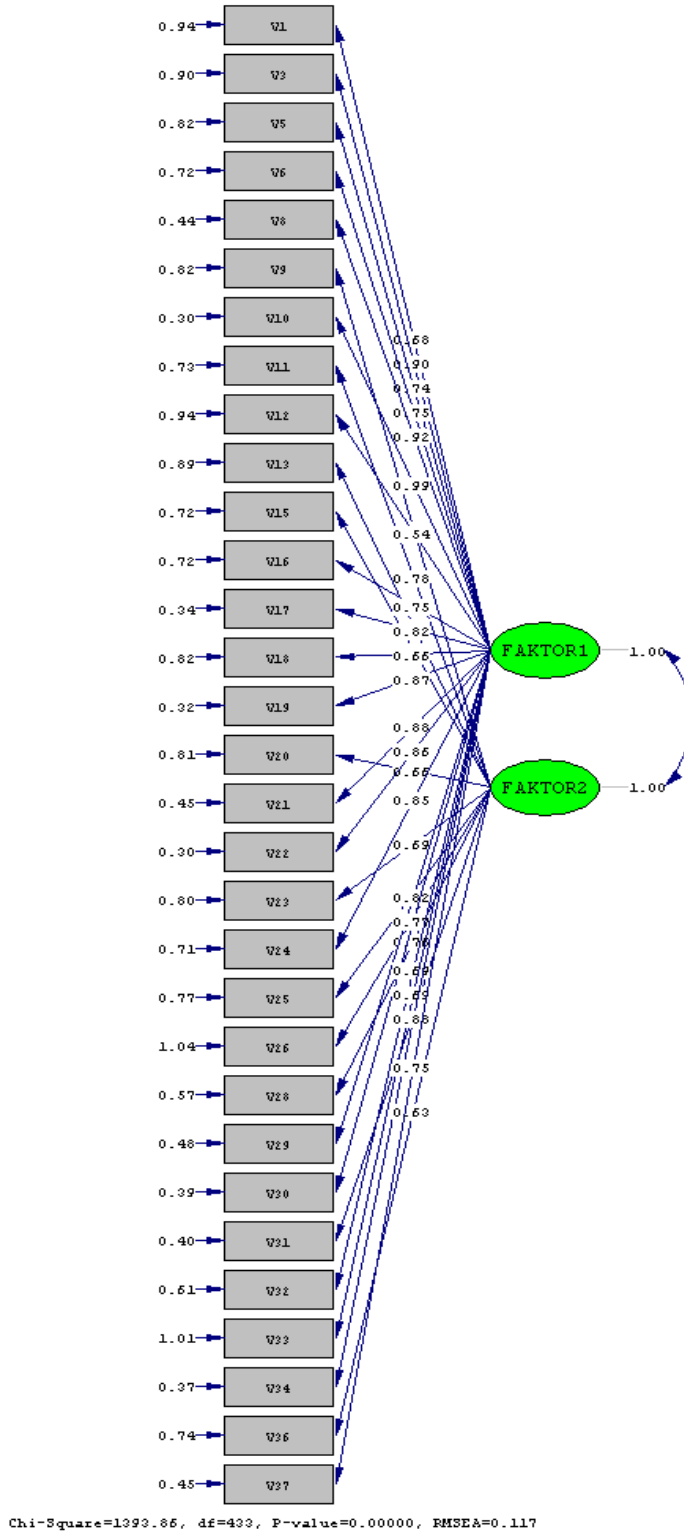 0.94 V1
0.90 V3
0.82 V5
0.72 V6
0.44 V8
0.82 V9
0.30 V10
0.73 V11 0.90
0.74
0.94 V12 0.75
0.92
0.89 V13
0.99
0.72 V15
0.54
0.72 V16
0.78
0.34 V17 0.75
0.82
0.82 V18 FAKTOR1 1.00
0.87
0.32 V19
0.88
0.81 V20
FAKTOR2 1.00
0.45 V21 0.85
0.30 V22
0.69
0.80 V23 0.82
0.77
0.71 V24
0.77 V25
0.88
1.04 V26
0.75
0.57 V28
0.48 V29
0.39 V30
0.40 V31
V32
1.01 V33
0.37 V34
0.74 V36
0.45 V37
Chi-Square=1393.86, df=433, P-value=0.00000, RMSEA=0.117